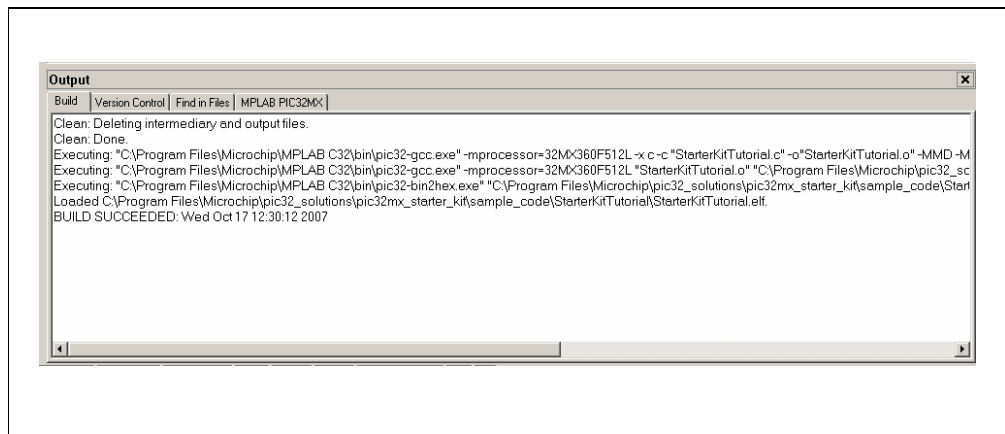 Output
Build Version Control Find in Files MPLAB PIC32MX
Clean: Deleting intermediary and output files.
Clean: Done.
Executing: "C:\Program Files\Microchip\MPLAB C32\bin\pic32-gcc.exe" -mprocessor=32MX360F512L -x c -c "StarterKitTutorial.c" -o"StarterKitTutorial.o" -MMD -M
Executing: "C:\Program Files\Microchip\MPLAB C32\bin\pic32-gcc.exe" -mprocessor=32MX360F512L "StarterKitTutorial.o" "C:\Program Files\Microchip\pic32_sc
Executing: "C:\Program Files\Microchip\MPLAB C32\bin\pic32-bin2hex.exe" "C:\Program Files\Microchip\pic32_solutions\pic32mx_starter_kit\sample_code\Start
Loaded C:\Program Files\Microchip\pic32_solutions\pic32mx_starter_kit\sample_code\StarterKitTutorial\StarterKitTutorial.elf.
BUILD SUCCEEDED: Wed Oct 17 12:30:12 2007